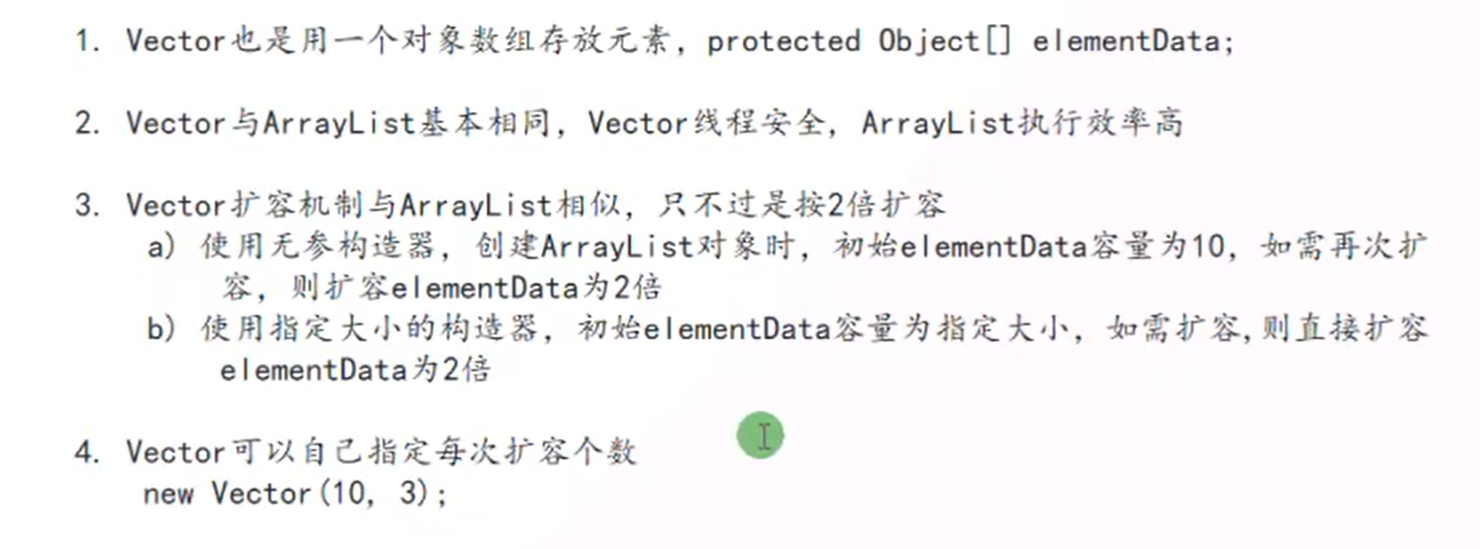 1. Vector也是用一个对象数组存放元素，protected Object[] elementData;
2. Vector与ArrayList基本相同，Vector线程安全，ArrayList执行效率高
3. Vector扩容机制与ArrayList相似，只不过是按2倍扩容
a) 使用无参构造器，创建ArrayList对象时，初始elementData容量为10，如需再次扩
容，则扩容elementData为2倍
b) 使用指定大小的构造器，初始elementData容量为指定大小，如需扩容,则直接扩容
elementData为2倍
4. Vector可以自己指定每次扩容个数
new Vector(10, 3);